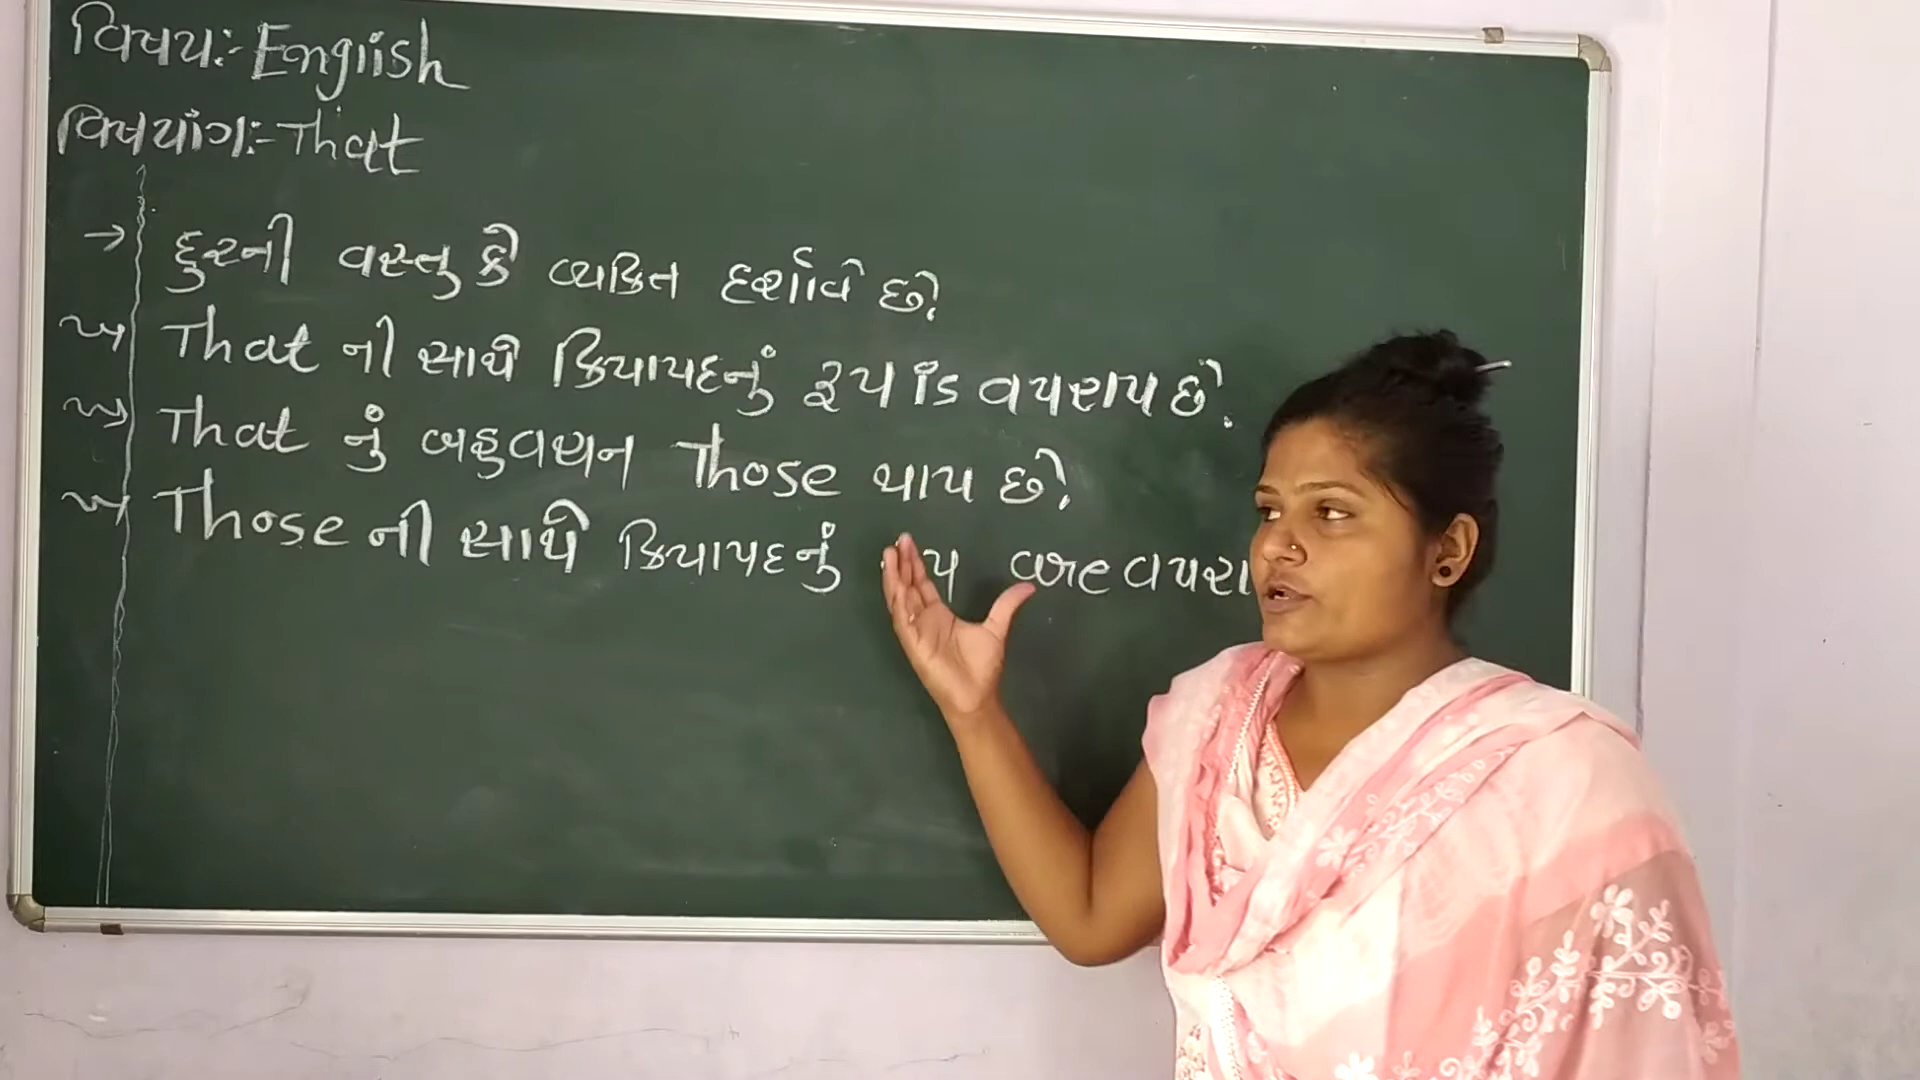 વિષય:- English
વિષયાંગ:- That
→ દુરની વસ્તુ કે વ્યકિત દર્શાવે છે.
That ની સાથે ક્રિયાપદનું રૂપ is વપરાય છે.
That નું બહુવચન Those થાય છે.
Those ની સાથે ક્રિયાપદનું are